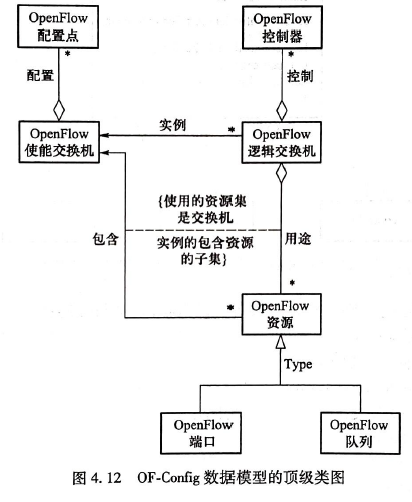 OpenFlow
配置点
OpenFlow
控制器
*
*
配置
控制
*
实例
OpenFlow
使能交换机
OpenFlow
逻辑交换机
{使用的资源集
是交换机
包含
用途
实例的包含资源
的子集}
*
*
OpenFlow
资源
Type
OpenFlow
端口
OpenFlow
队列
图 4.12 OF-Config 数据模型的顶级类图